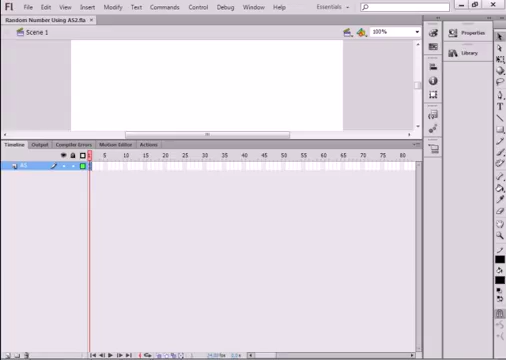 Fl File Edit View Insert Modify Text Commands Control Debug Window Help Essentials
Random Number Using AS2.fla
Scene 1 100%
Properties
Library
Timeline Output Compiler Errors Motion Editor Actions
1 5 10 15 20 25 30 35 40 45 50 55 60 65 70 75 80
AS